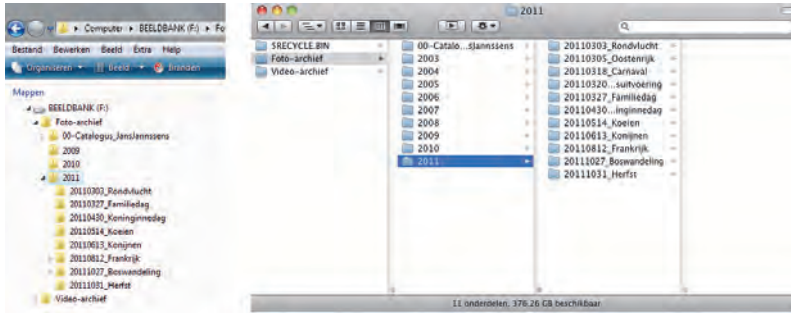 Computer ▸ BEELDBANK (F:) ▸ Fo
Bestand Bewerken Beeld Extra Help
Organiseren Beeld Branden
Mappen
BEELDBANK (F:)
Foto-archief
00-Catalogus_JansJannssens
2009
2010
2011
20110303_Rondvlucht
20110327_Familiedag
20110430_Koninginnedag
20110514_Koeien
20110613_Konijnen
20110812_Frankrijk
20111027_Boswandeling
20111031_Herfst
Video-archief
2011
$RECYCLE.BIN
Foto-archief
Video-archief
00-Catalo...sJannssens
2003
2004
2005
2006
2007
2008
2009
2010
2011
20110303_Rondvlucht
20110305_Oostenrijk
20110318_Carnaval
20110320...suitvoering
20110327_Familiedag
20110430...inginnedag
20110514_Koeien
20110613_Konijnen
20110812_Frankrijk
20111027_Boswandeling
20111031_Herfst
11 onderdelen, 376,26 GB beschikbaar